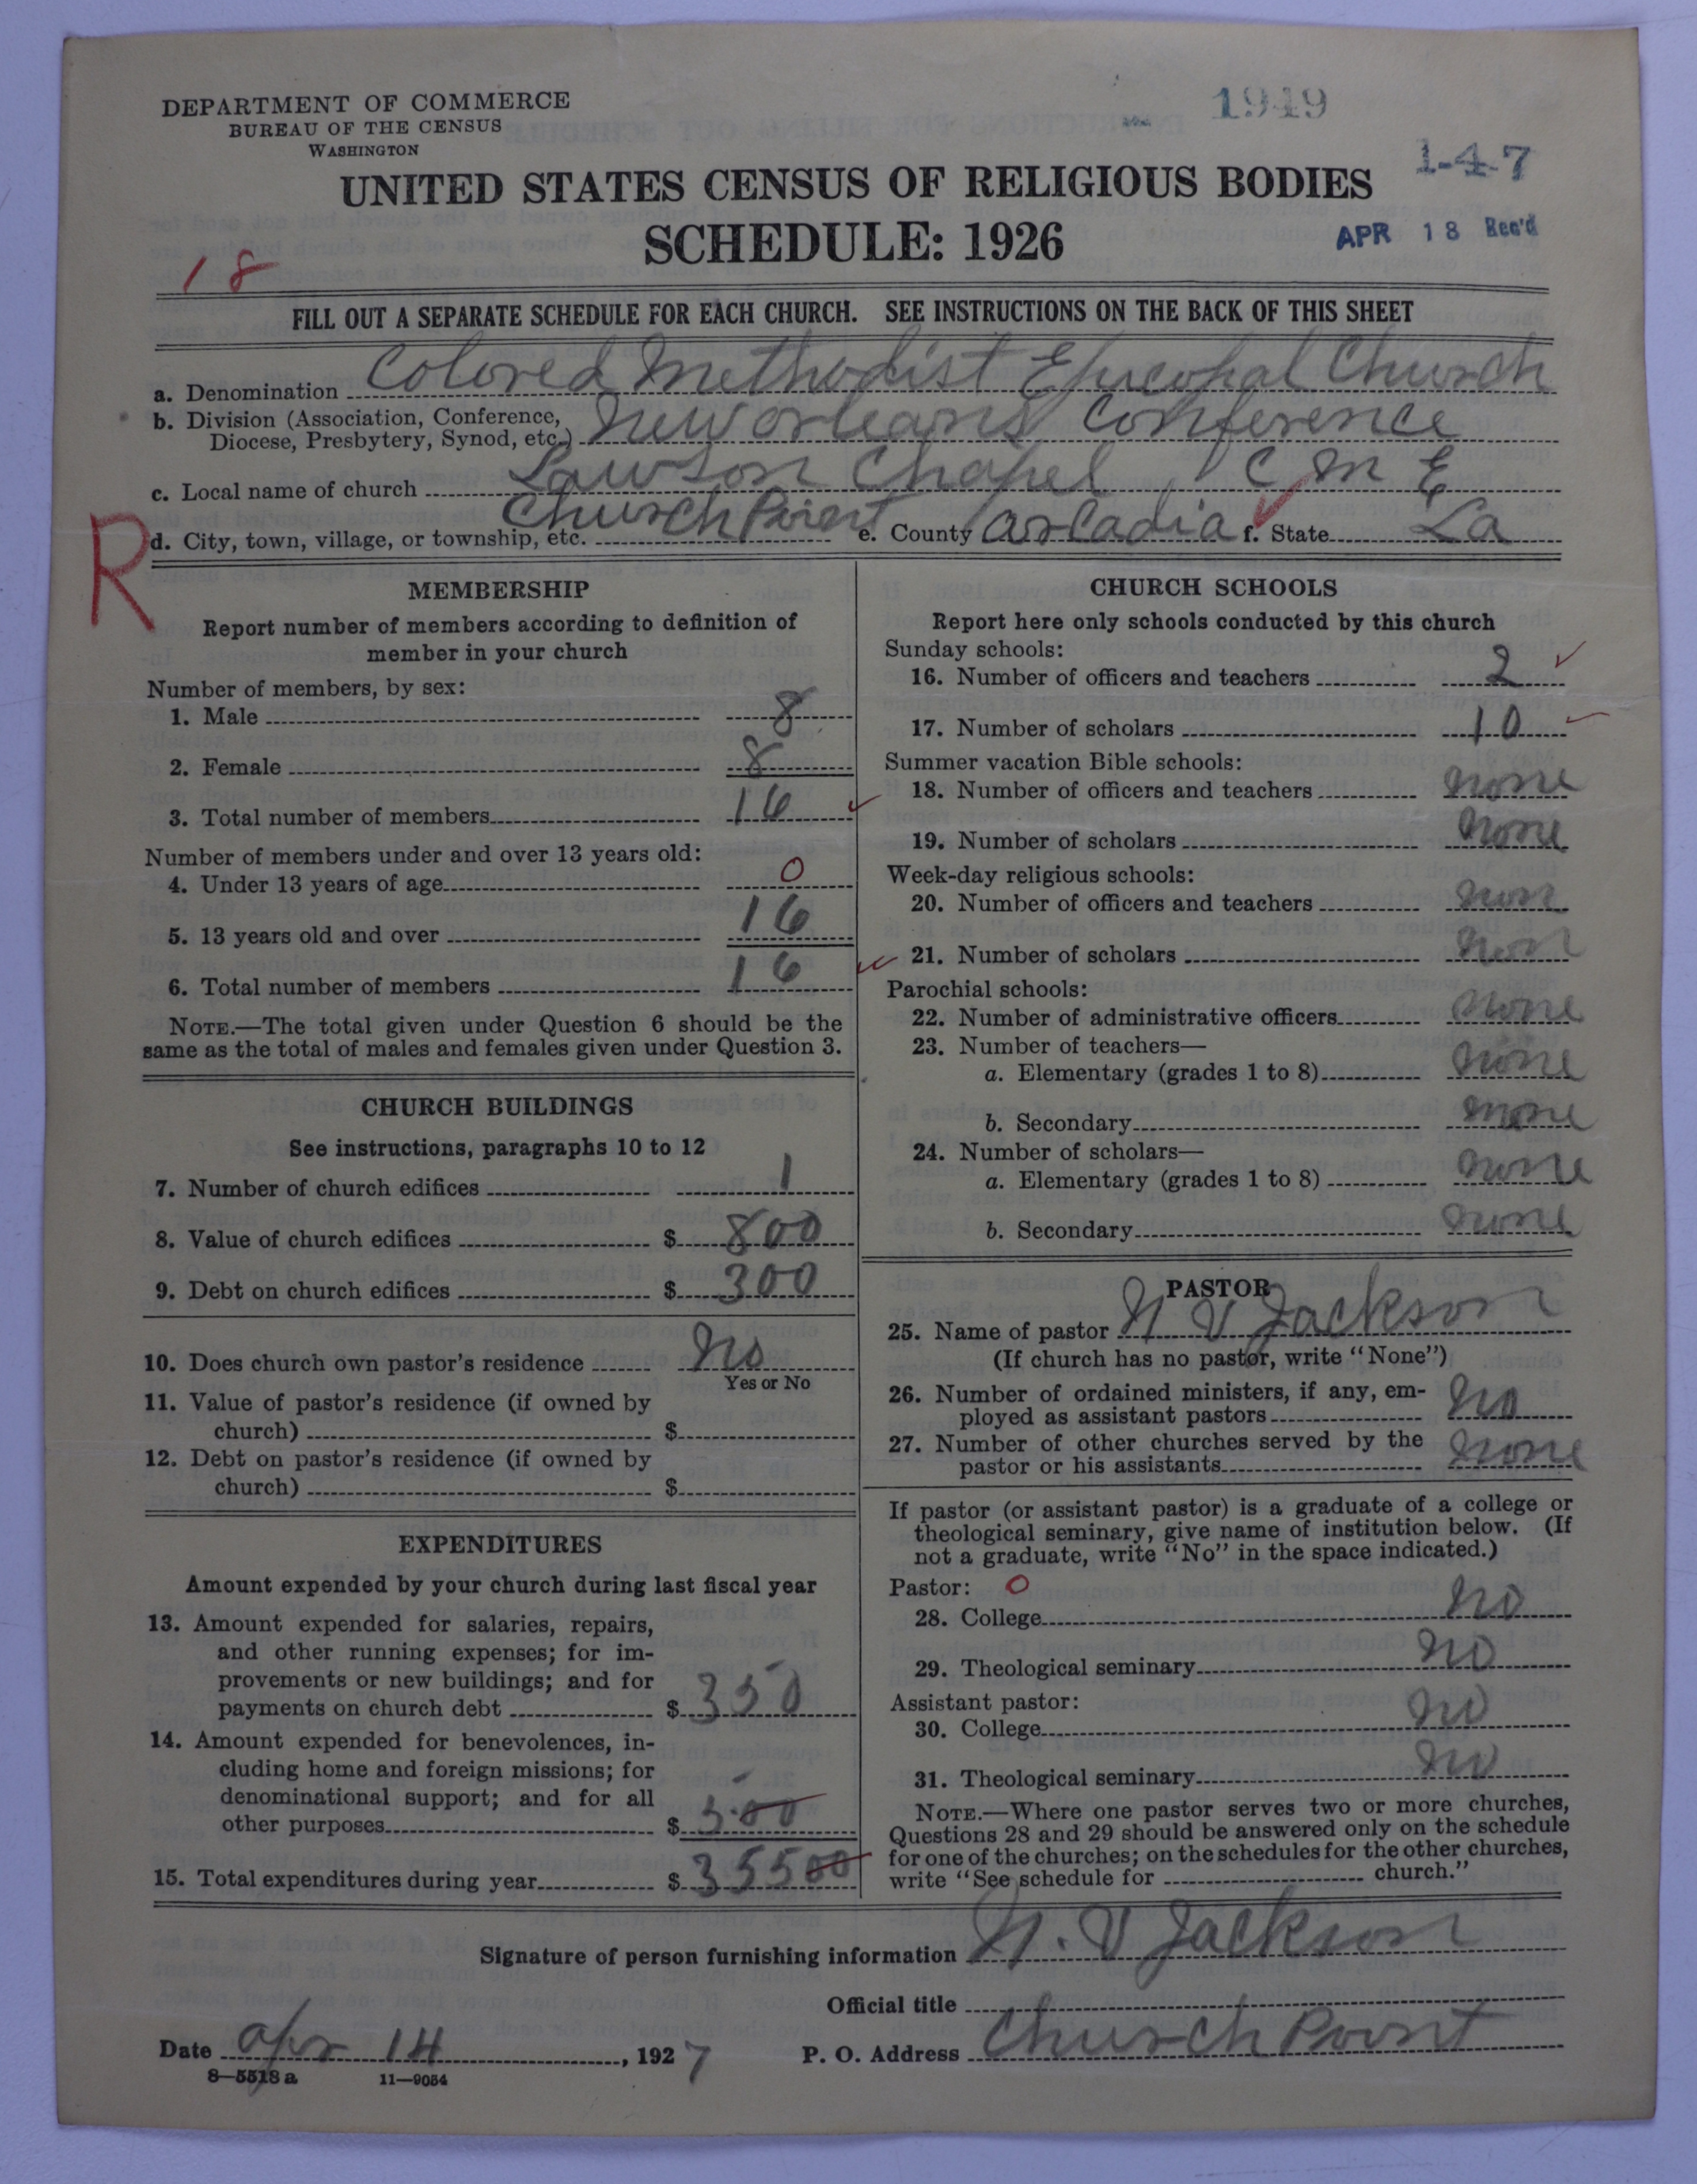 DEPARTMENT OF COMMERCE
BUREAU OF THE CENSUS
WASHINGTON
1949
1-4-7
UNITED STATES CENSUS OF RELIGIOUS BODIES
SCHEDULE: 1926
APR 18 Rec'd
18
FILL OUT A SEPARATE SCHEDULE FOR EACH CHURCH. SEE INSTRUCTIONS ON THE BACK OF THIS SHEET
a. Denomination Colored Methodist Episcopal Church
b. Division (Association, Conference, Diocese, Presbytery, Synod, etc.) New Orleans Conference
c. Local name of church Lawson Chapel C M E
d. City, town, village, or township, etc. Church Point e. County Arcadia f. State La
R
MEMBERSHIP
Report number of members according to definition of
member in your church
Number of members, by sex:
1. Male 8
2. Female 8
3. Total number of members 16
Number of members under and over 13 years old:
4. Under 13 years of age 0
5. 13 years old and over 16
6. Total number of members 16
NOTE.—The total given under Question 6 should be the
same as the total of males and females given under Question 3.
CHURCH BUILDINGS
See instructions, paragraphs 10 to 12
7. Number of church edifices 1
8. Value of church edifices $ 800
9. Debt on church edifices $ 300
10. Does church own pastor's residence No
Yes or No
11. Value of pastor's residence (if owned by
church) $
12. Debt on pastor's residence (if owned by
church) $
EXPENDITURES
Amount expended by your church during last fiscal year
13. Amount expended for salaries, repairs,
and other running expenses; for im-
provements or new buildings; and for
payments on church debt $ 350
14. Amount expended for benevolences, in-
cluding home and foreign missions; for
denominational support; and for all
other purposes $ 5.00
15. Total expenditures during year $ 35500
CHURCH SCHOOLS
Report here only schools conducted by this church
Sunday schools:
16. Number of officers and teachers 2
17. Number of scholars 10
Summer vacation Bible schools:
18. Number of officers and teachers none
19. Number of scholars none
Week-day religious schools:
20. Number of officers and teachers non
21. Number of scholars non
Parochial schools:
22. Number of administrative officers none
23. Number of teachers—
a. Elementary (grades 1 to 8) none
b. Secondary none
24. Number of scholars—
a. Elementary (grades 1 to 8) none
b. Secondary none
PASTOR
25. Name of pastor N V Jackson
(If church has no pastor, write "None")
26. Number of ordained ministers, if any, em-
ployed as assistant pastors no
27. Number of other churches served by the
pastor or his assistants none
If pastor (or assistant pastor) is a graduate of a college or
theological seminary, give name of institution below. (If
not a graduate, write "No" in the space indicated.)
Pastor: 0
28. College no
29. Theological seminary no
Assistant pastor:
30. College no
31. Theological seminary no
NOTE.—Where one pastor serves two or more churches,
Questions 28 and 29 should be answered only on the schedule
for one of the churches; on the schedules for the other churches,
write "See schedule for church."
Signature of person furnishing information N. V Jackson
Official title
Date Apr 14, 1927 P. O. Address Church Point
8—5518 a 11—9054